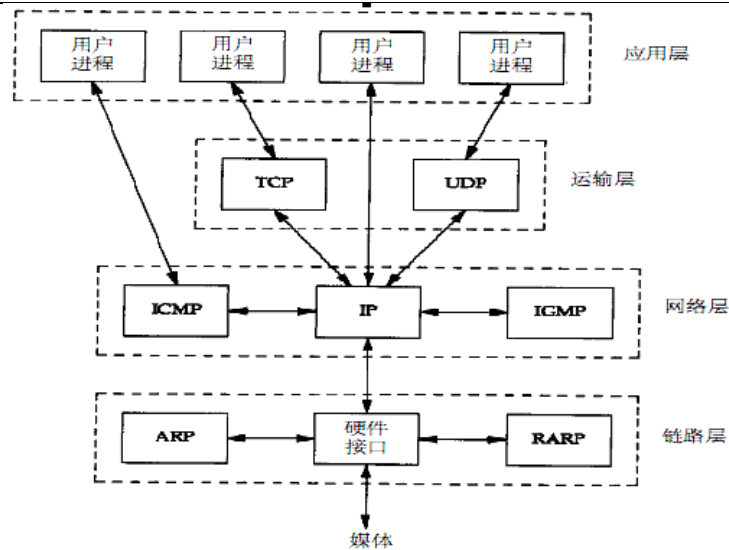 用户
进程
用户
进程
用户
进程
用户
进程
应用层
TCP
UDP
运输层
ICMP
IP
IGMP
网络层
ARP
硬件
接口
RARP
链路层
媒体